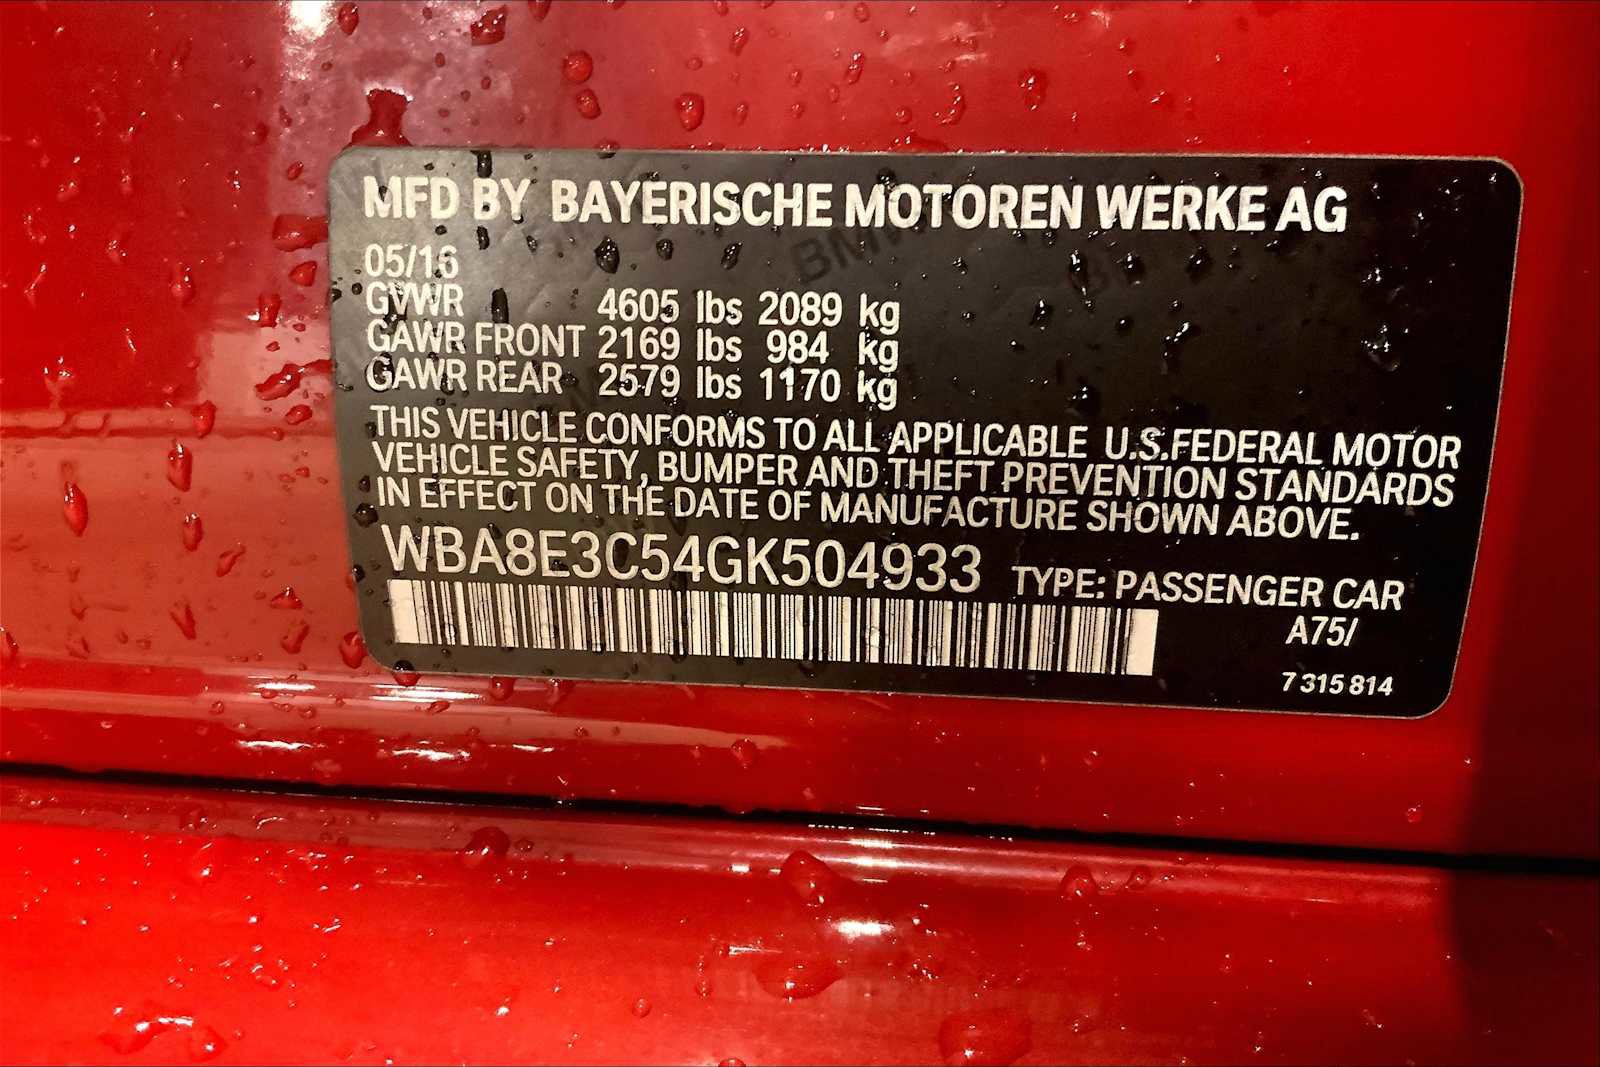 MFD BY BAYERISCHE MOTOREN WERKE AG
05/16
GVWR 4605 lbs 2089 kg
GAWR FRONT 2169 lbs 984 kg
GAWR REAR 2579 lbs 1170 kg
THIS VEHICLE CONFORMS TO ALL APPLICABLE U.S.FEDERAL MOTOR
VEHICLE SAFETY, BUMPER AND THEFT PREVENTION STANDARDS
IN EFFECT ON THE DATE OF MANUFACTURE SHOWN ABOVE.
WBA8E3C54GK504933 TYPE: PASSENGER CAR
A75/
7 315 814